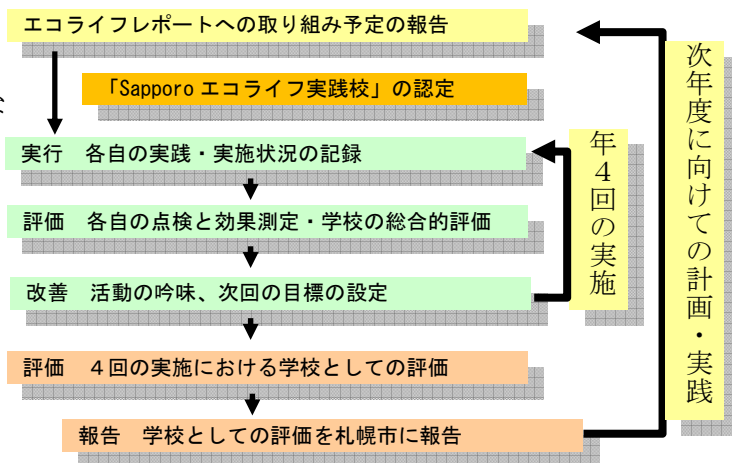 エコライフレポートへの取り組み予定の報告
「Sapporo エコライフ実践校」の認定
実行　各自の実践・実施状況の記録
評価　各自の点検と効果測定・学校の総合的評価
改善　活動の吟味、次回の目標の設定
年４回の実施
評価　４回の実施における学校としての評価
報告　学校としての評価を札幌市に報告
次年度に向けての計画・実践